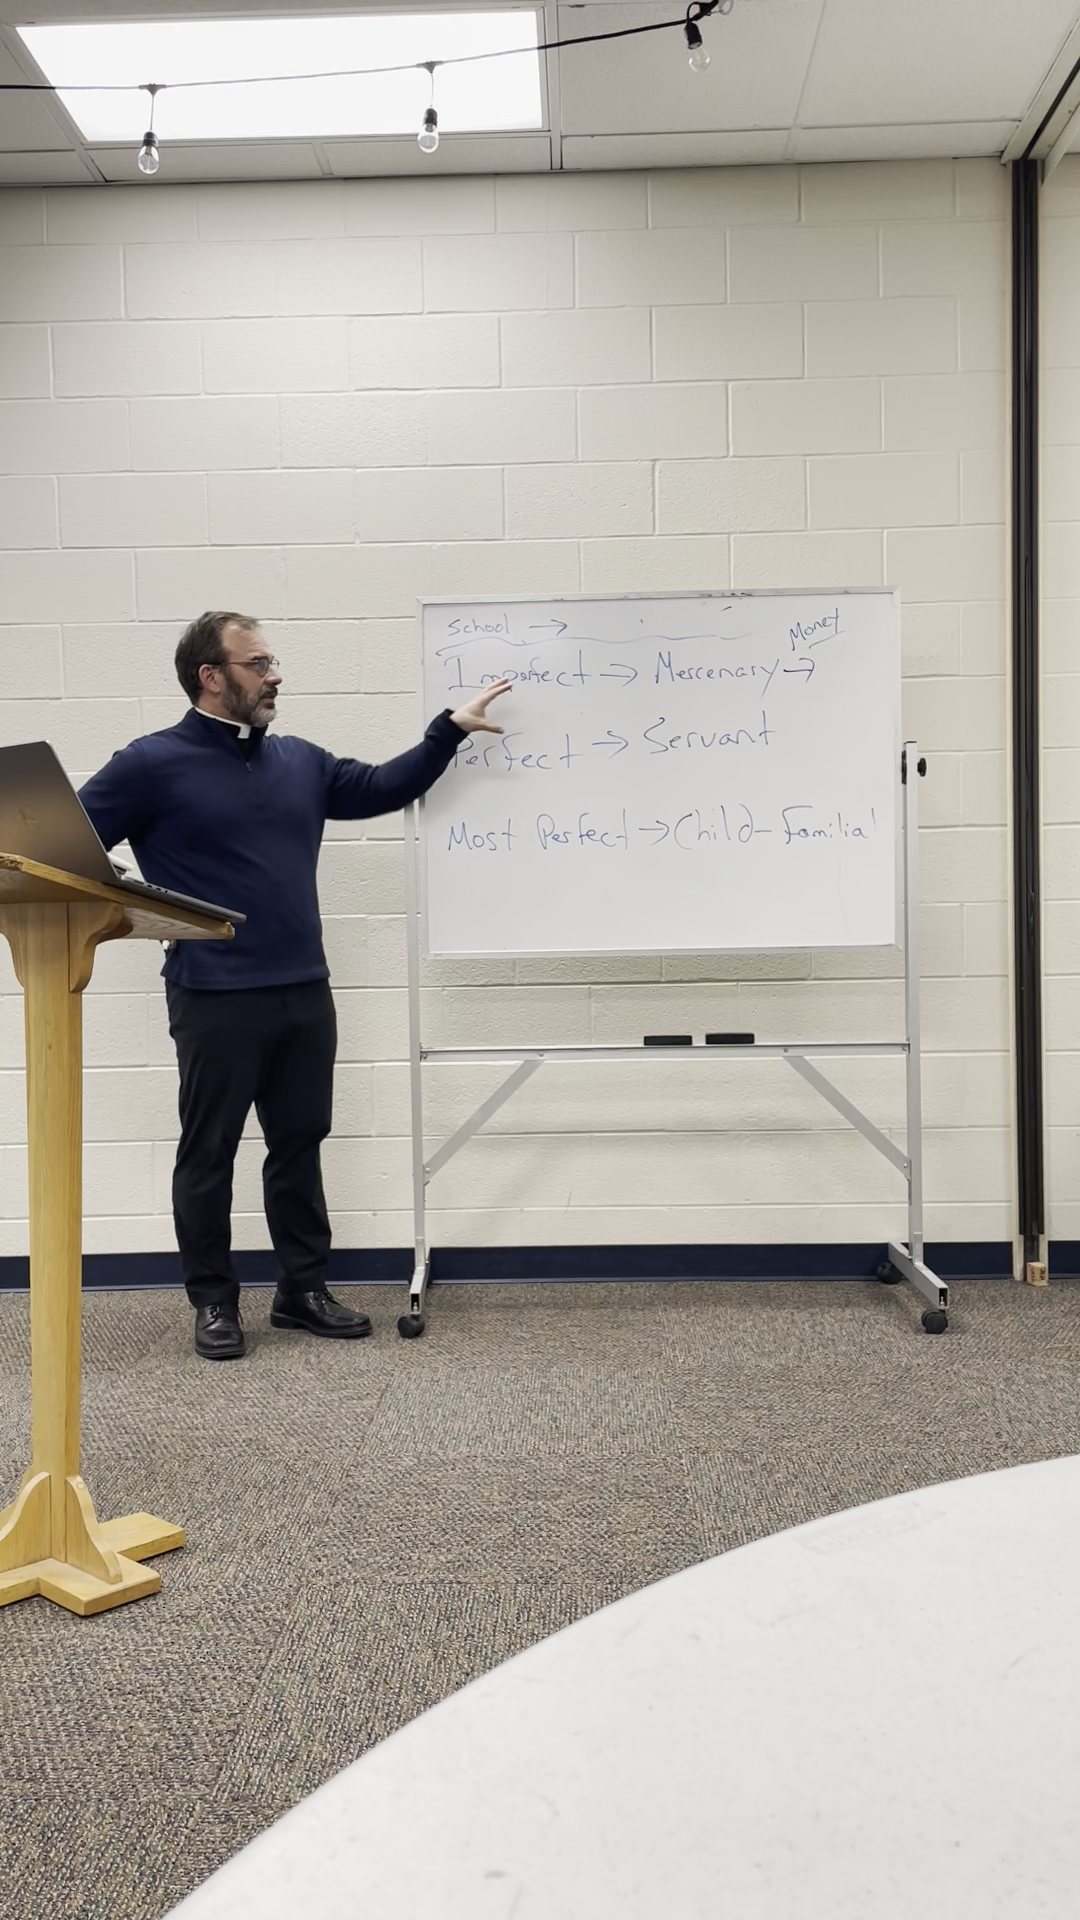 School →
Money
Imperfect → Mercenary →
Perfect → Servant
Most Perfect → Child - Familial